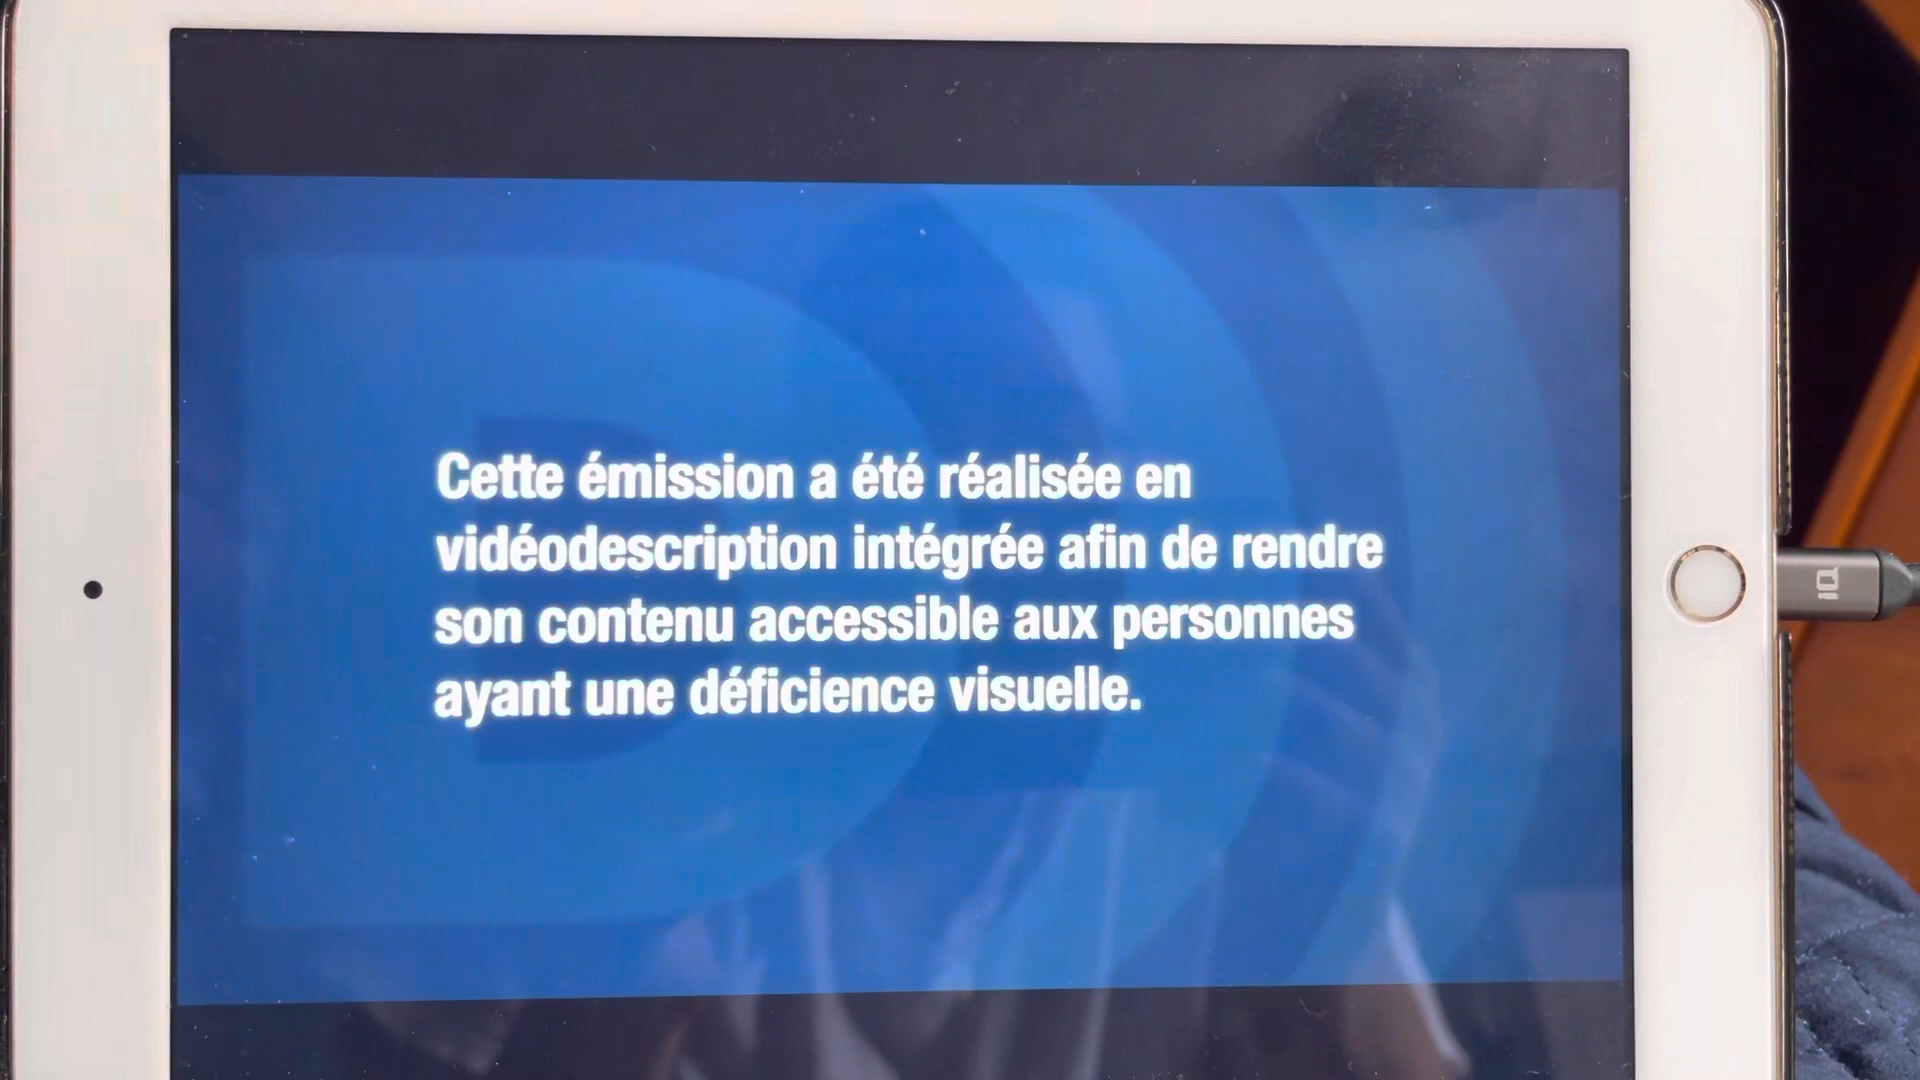 Cette émission a été réalisée en
vidéodescription intégrée afin de rendre
son contenu accessible aux personnes
ayant une déficience visuelle.
iQ